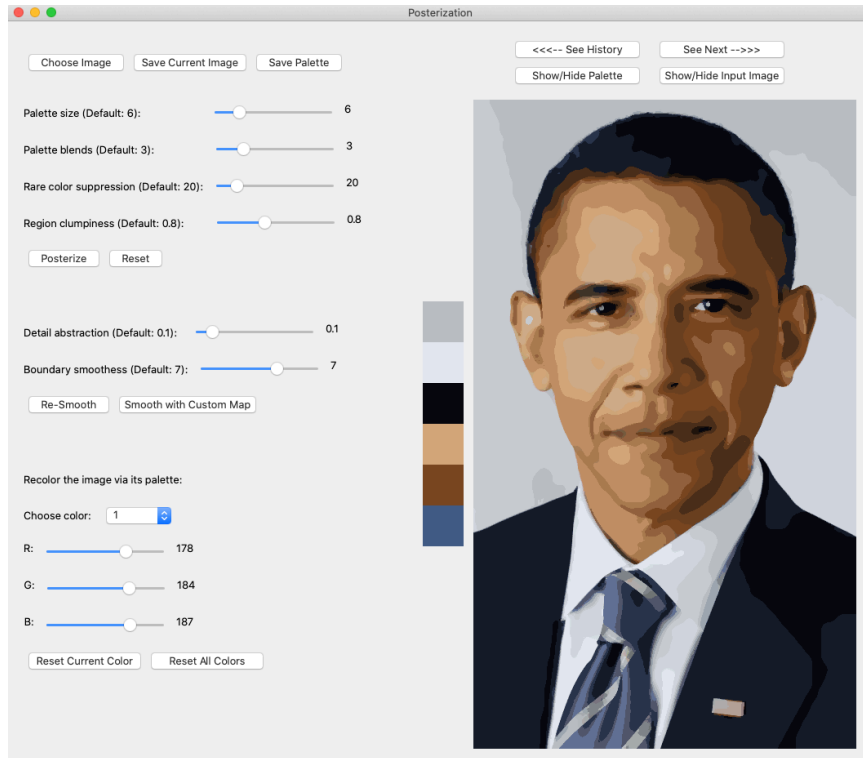 Posterization
Choose Image Save Current Image Save Palette
<<<-- See History See Next -->>>
Show/Hide Palette Show/Hide Input Image
Palette size (Default: 6): 6
Palette blends (Default: 3): 3
Rare color suppression (Default: 20): 20
Region clumpiness (Default: 0.8): 0.8
Posterize Reset
Detail abstraction (Default: 0.1): 0.1
Boundary smoothess (Default: 7): 7
Re-Smooth Smooth with Custom Map
Recolor the image via its palette:
Choose color: 1
R: 178
G: 184
B: 187
Reset Current Color Reset All Colors